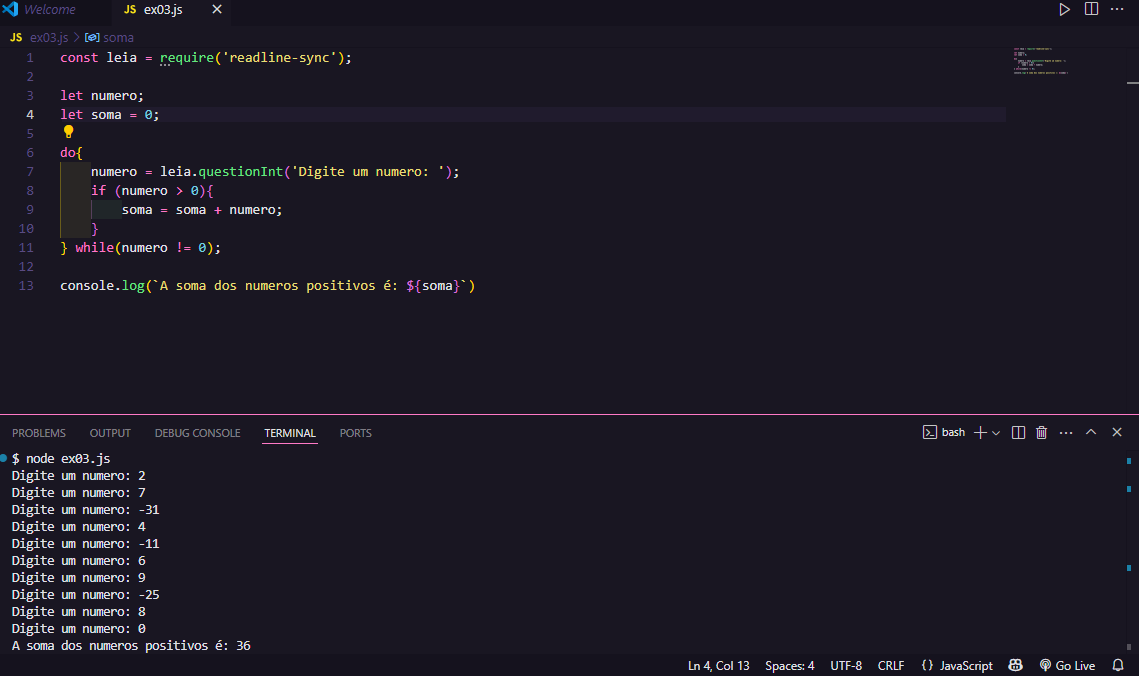 Welcome JS ex03.js
JS ex03.js > soma
1 const leia = require('readline-sync');
2
3 let numero;
4 let soma = 0;
5
6 do{
7 numero = leia.questionInt('Digite um numero: ');
8 if (numero > 0){
9 soma = soma + numero;
10 }
11 } while(numero != 0);
12
13 console.log(`A soma dos numeros positivos é: ${soma}`)
PROBLEMS OUTPUT DEBUG CONSOLE TERMINAL PORTS bash
$ node ex03.js
Digite um numero: 2
Digite um numero: 7
Digite um numero: -31
Digite um numero: 4
Digite um numero: -11
Digite um numero: 6
Digite um numero: 9
Digite um numero: -25
Digite um numero: 8
Digite um numero: 0
A soma dos numeros positivos é: 36
Ln 4, Col 13 Spaces: 4 UTF-8 CRLF {} JavaScript Go Live